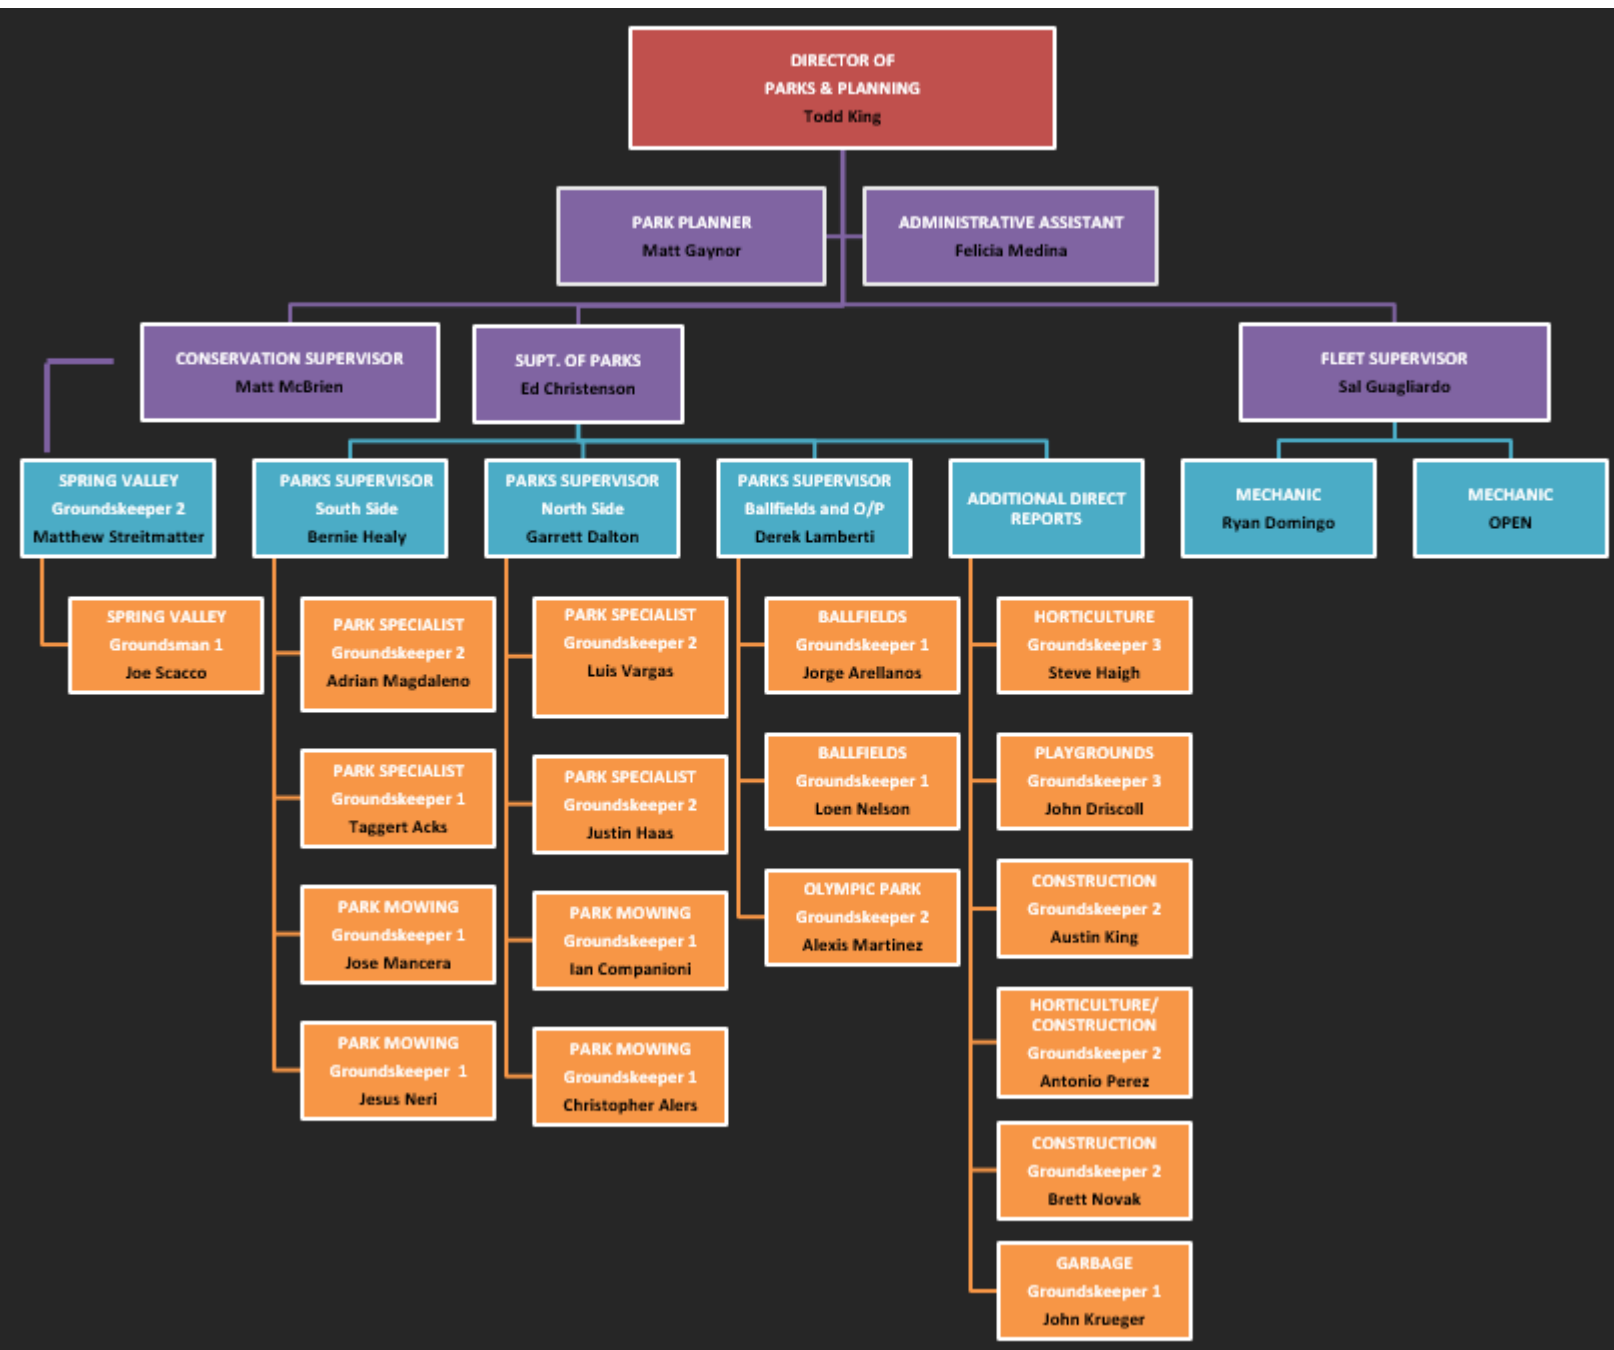 DIRECTOR OF
PARKS & PLANNING
Todd King
PARK PLANNER
Matt Gaynor
ADMINISTRATIVE ASSISTANT
Felicia Medina
CONSERVATION SUPERVISOR
Matt McBrien
SUPT. OF PARKS
Ed Christenson
FLEET SUPERVISOR
Sal Guagliardo
SPRING VALLEY
Groundskeeper 2
Matthew Streitmatter
PARKS SUPERVISOR
South Side
Bernie Healy
PARKS SUPERVISOR
North Side
Garrett Dalton
PARKS SUPERVISOR
Ballfields and O/P
Derek Lamberti
ADDITIONAL DIRECT
REPORTS
MECHANIC
Ryan Domingo
MECHANIC
OPEN
SPRING VALLEY
Groundsman 1
Joe Scacco
PARK SPECIALIST
Groundskeeper 2
Adrian Magdaleno
PARK SPECIALIST
Groundskeeper 1
Taggert Acks
PARK MOWING
Groundskeeper 1
Jose Mancera
PARK MOWING
Groundskeeper 1
Jesus Neri
PARK SPECIALIST
Groundskeeper 2
Luis Vargas
PARK SPECIALIST
Groundskeeper 2
Justin Haas
PARK MOWING
Groundskeeper 1
Ian Companioni
PARK MOWING
Groundskeeper 1
Christopher Alers
BALLFIELDS
Groundskeeper 1
Jorge Arellanos
BALLFIELDS
Groundskeeper 1
Loen Nelson
OLYMPIC PARK
Groundskeeper 2
Alexis Martinez
HORTICULTURE
Groundskeeper 3
Steve Haigh
PLAYGROUNDS
Groundskeeper 3
John Driscoll
CONSTRUCTION
Groundskeeper 2
Austin King
HORTICULTURE/
CONSTRUCTION
Groundskeeper 2
Antonio Perez
CONSTRUCTION
Groundskeeper 2
Brett Novak
GARBAGE
Groundskeeper 1
John Krueger